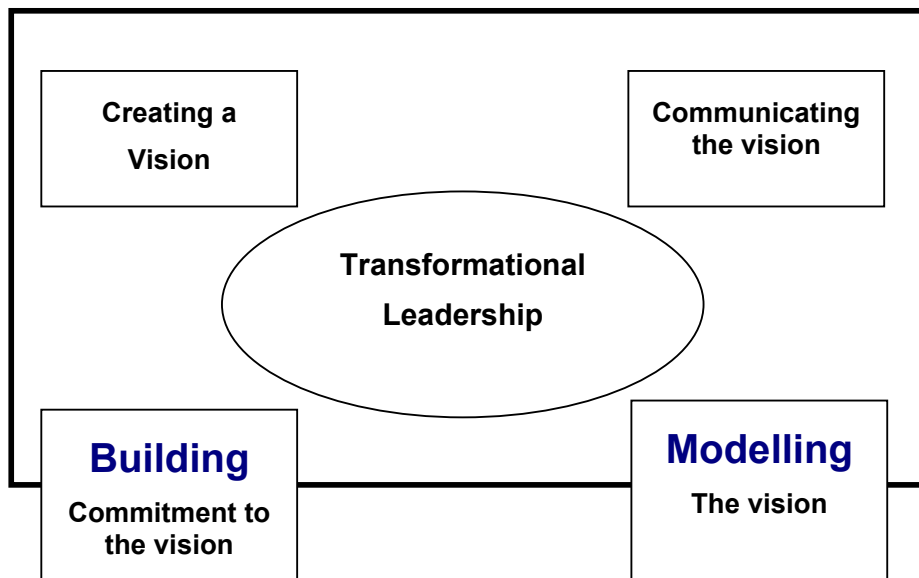 Creating a
Vision
Communicating
the vision
Transformational
Leadership
Building
Commitment to
the vision
Modelling
The vision